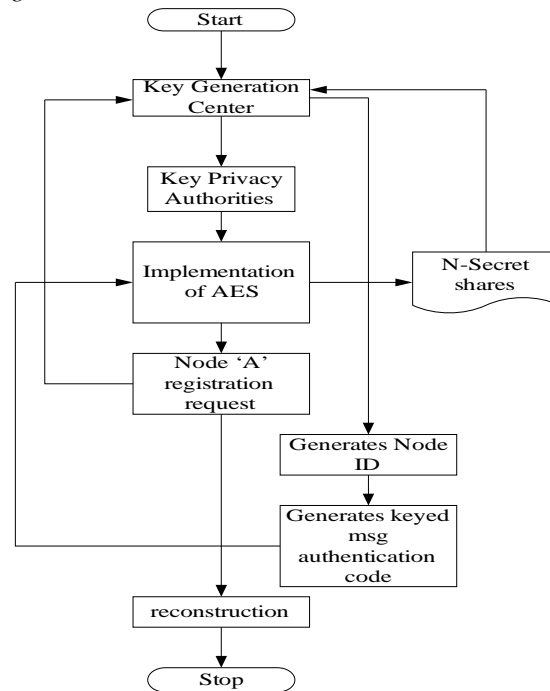 Start
Key Generation
Center
Key Privacy
Authorities
Implementation
of AES
N-Secret
shares
Node ‘A’
registration
request
Generates Node
ID
Generates keyed
msg
authentication
code
reconstruction
Stop